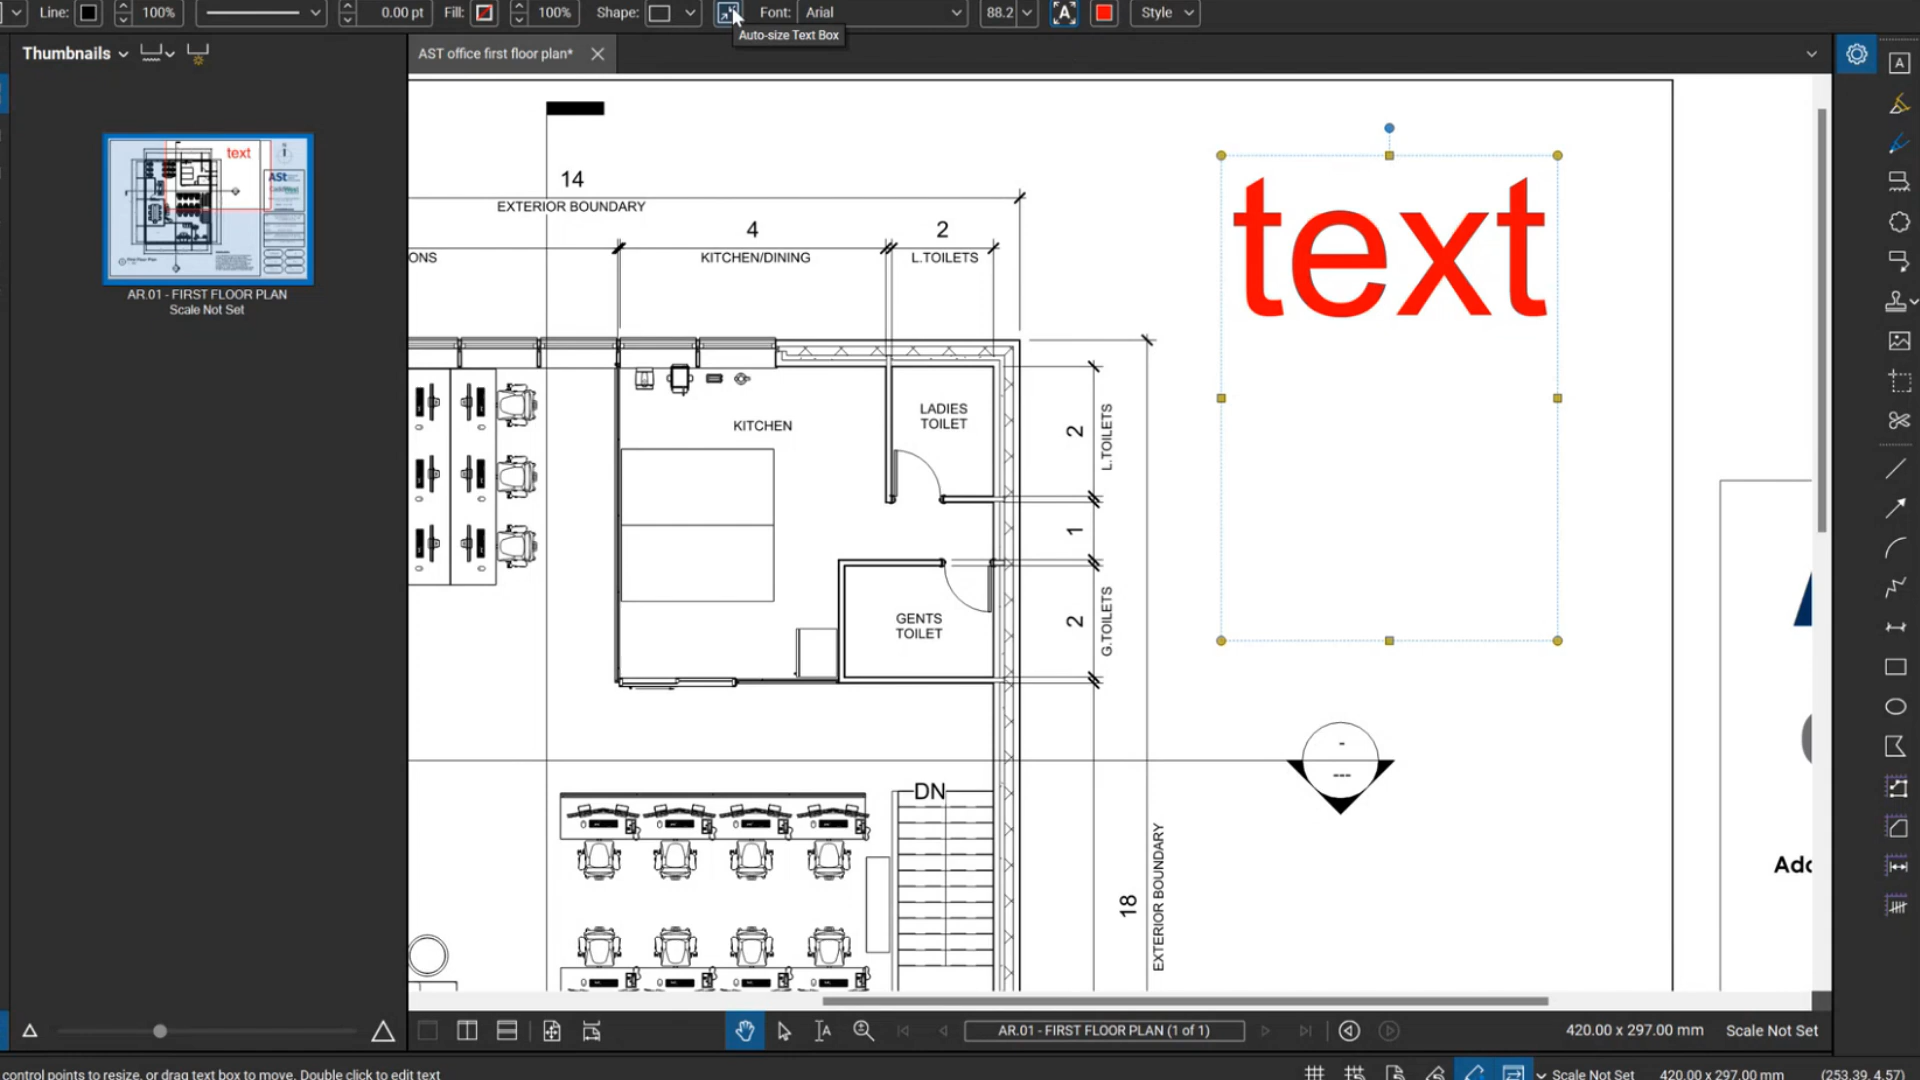 Line: 100% 0.00 pt Fill: 100% Shape: Font: Arial 88.2 A Style
Auto-size Text Box
Thumbnails
AST office first floor plan*
text
ASt
AR.01 - FIRST FLOOR PLAN
Scale Not Set
14
EXTERIOR BOUNDARY
4
2
ONS
KITCHEN/DINING
L.TOILETS
text
KITCHEN
LADIES
TOILET
2
L.TOILETS
1
GENTS
TOILET
2
G.TOILETS
-
---
DN
18
EXTERIOR BOUNDARY
Adc
AR.01 - FIRST FLOOR PLAN (1 of 1)
420.00 x 297.00 mm
Scale Not Set
control points to resize, or drag text box to move. Double click to edit text
Scale Not Set
420.00 x 297.00 mm
(253.39, 4.57)